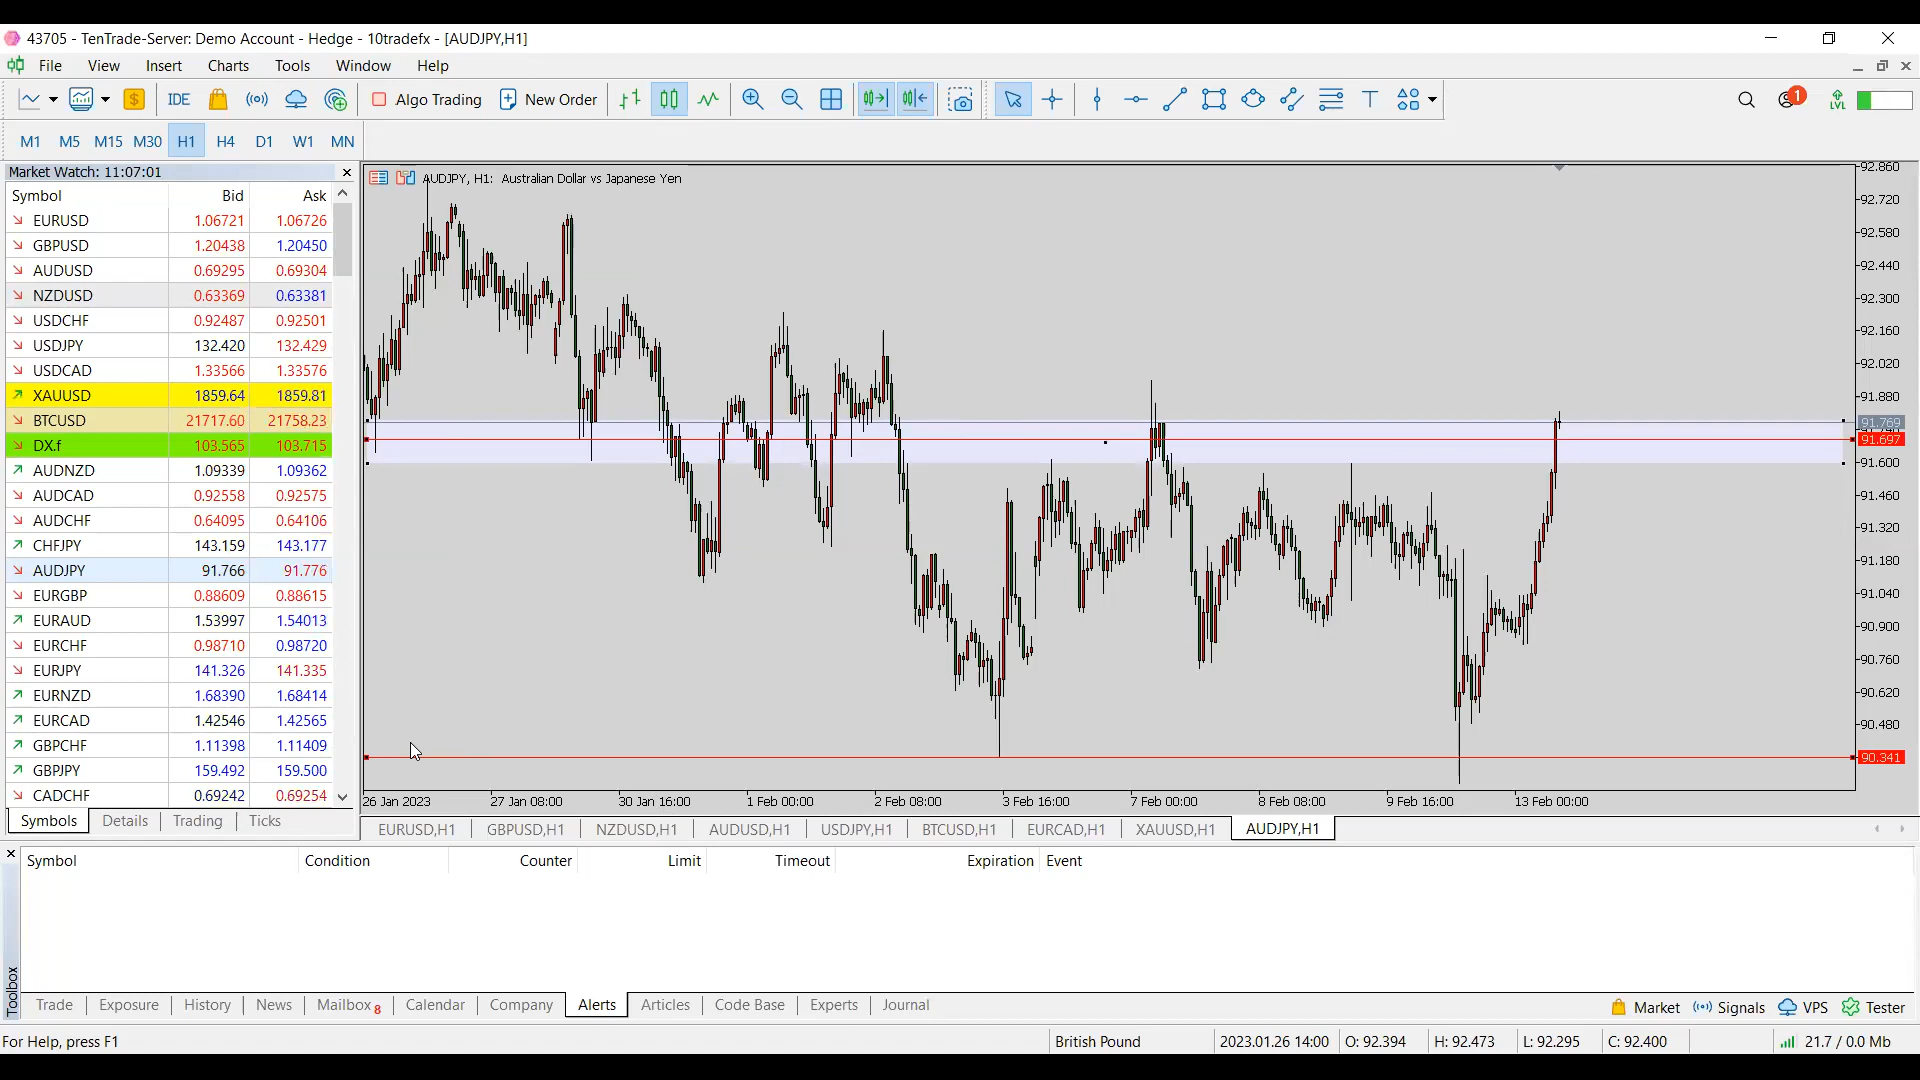 43705 - TenTrade-Server: Demo Account - Hedge - 10tradefx - [AUDJPY,H1]
File View Insert Charts Tools Window Help
IDE Algo Trading New Order 1 LVL
M1 M5 M15 M30 H1 H4 D1 W1 MN
Market Watch: 11:07:01
Symbol Bid Ask
EURUSD 1.06721 1.06726
GBPUSD 1.20438 1.20450
AUDUSD 0.69295 0.69304
NZDUSD 0.63369 0.63381
USDCHF 0.92487 0.92501
USDJPY 132.420 132.429
USDCAD 1.33566 1.33576
XAUUSD 1859.64 1859.81
BTCUSD 21717.60 21758.23
DX.f 103.565 103.715
AUDNZD 1.09339 1.09362
AUDCAD 0.92558 0.92575
AUDCHF 0.64095 0.64106
CHFJPY 143.159 143.177
AUDJPY 91.766 91.776
EURGBP 0.88609 0.88615
EURAUD 1.53997 1.54013
EURCHF 0.98710 0.98720
EURJPY 141.326 141.335
EURNZD 1.68390 1.68414
EURCAD 1.42546 1.42565
GBPCHF 1.11398 1.11409
GBPJPY 159.492 159.500
CADCHF 0.69242 0.69254
Symbols Details Trading Ticks
AUDJPY, H1: Australian Dollar vs Japanese Yen
92.860
92.720
92.580
92.440
92.300
92.160
92.020
91.880
91.769
91.697
91.600
91.460
91.320
91.180
91.040
90.900
90.760
90.620
90.480
90.341
26 Jan 2023 27 Jan 08:00 30 Jan 16:00 1 Feb 00:00 2 Feb 08:00 3 Feb 16:00 7 Feb 00:00 8 Feb 08:00 9 Feb 16:00 13 Feb 00:00
EURUSD,H1 GBPUSD,H1 NZDUSD,H1 AUDUSD,H1 USDJPY,H1 BTCUSD,H1 EURCAD,H1 XAUUSD,H1 AUDJPY,H1
Symbol Condition Counter Limit Timeout Expiration Event
Toolbox
Trade Exposure History News Mailbox 8 Calendar Company Alerts Articles Code Base Experts Journal Market Signals VPS Tester
For Help, press F1 British Pound 2023.01.26 14:00 O: 92.394 H: 92.473 L: 92.295 C: 92.400 21.7 / 0.0 Mb